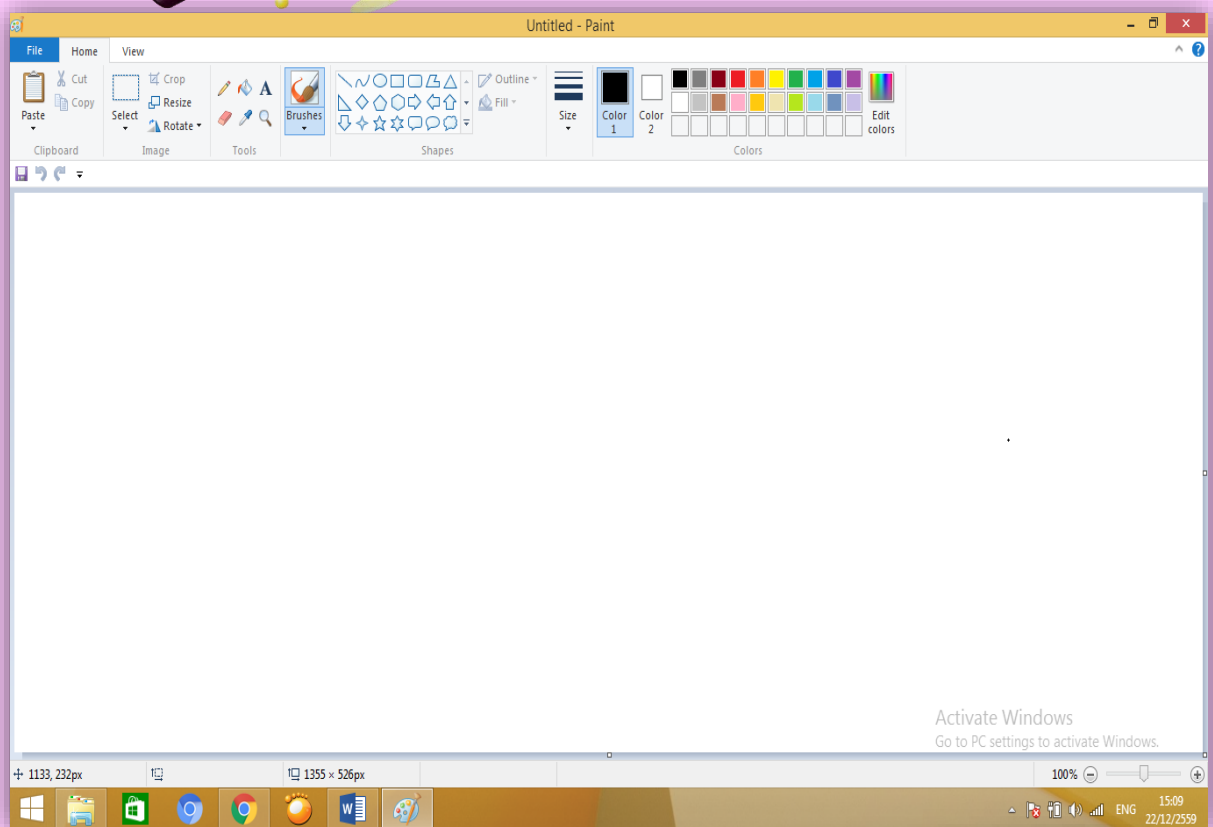 Untitled - Paint
File Home View
Cut
Copy
Paste
Clipboard
Select
Crop
Resize
Rotate
Image
A
Tools
Brushes
Outline
Fill
Shapes
Size
Color 1
Color 2
Edit colors
Colors
Activate Windows
Go to PC settings to activate Windows.
1133, 232px 1355 × 526px 100%
ENG 15:09
22/12/2559